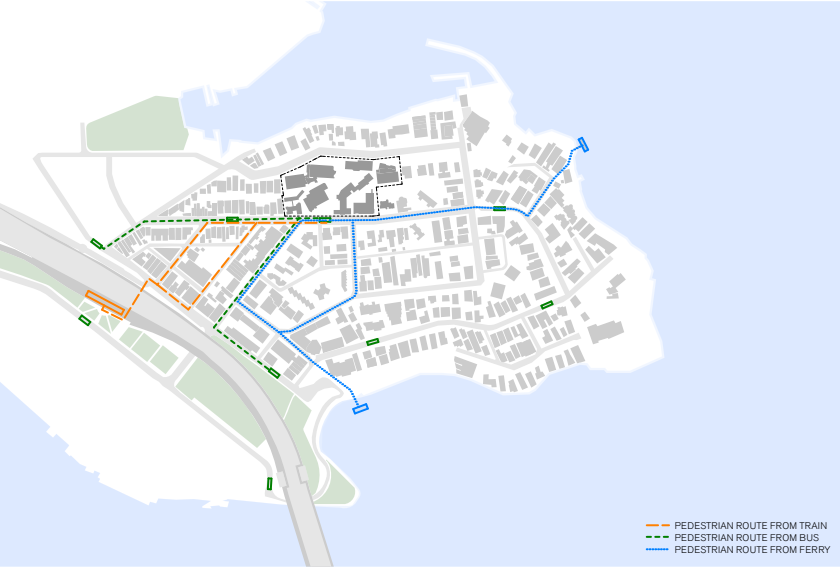 PEDESTRIAN ROUTE FROM TRAIN
PEDESTRIAN ROUTE FROM BUS
PEDESTRIAN ROUTE FROM FERRY